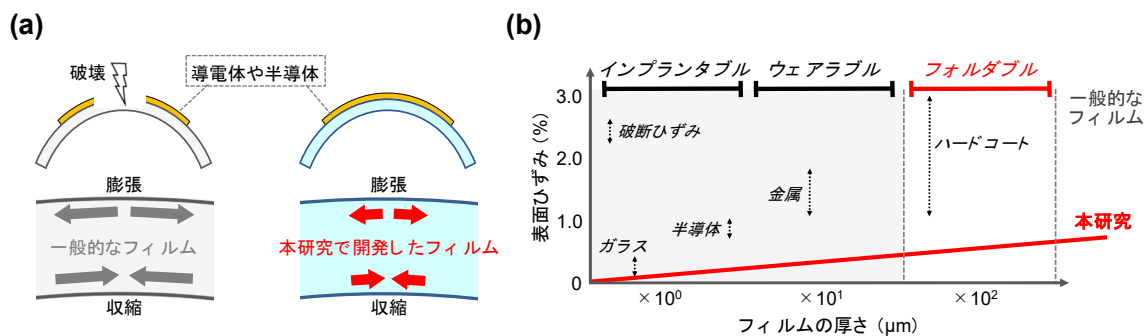 (a)
破壊
導電体や半導体
膨張
一般的なフィルム
収縮
膨張
本研究で開発したフィルム
収縮
(b)
インプランタブル
ウェアラブル
フォルダブル
一般的な
フィルム
表面ひずみ (%)
3.0
2.0
1.0
0
破断ひずみ
ハードコート
金属
半導体
ガラス
本研究
×10⁰
×10¹
×10²
フィルムの厚さ (μm)